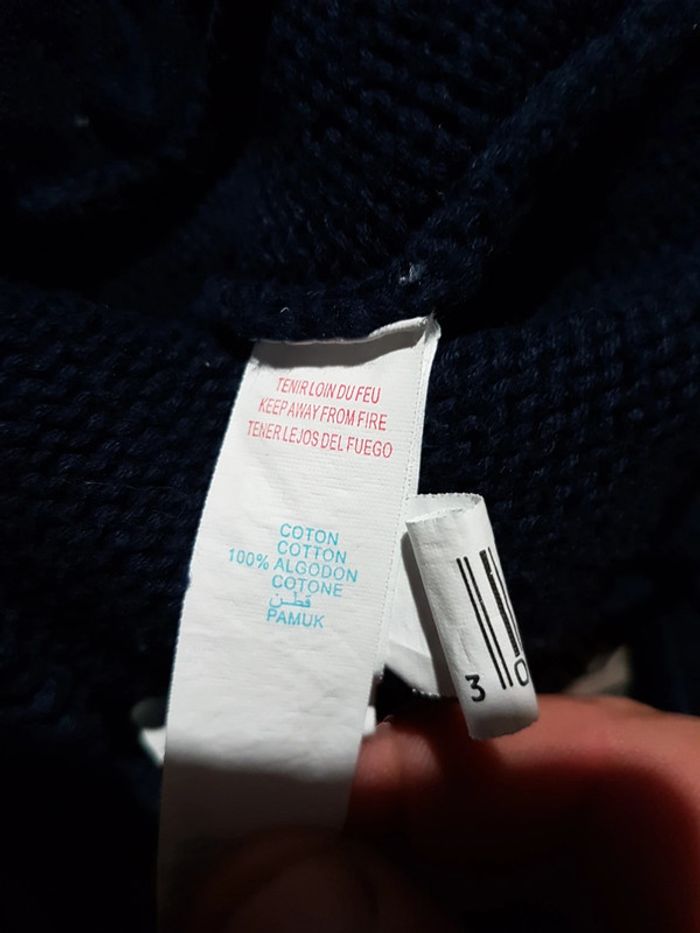 TENIR LOIN DU FEU
KEEP AWAY FROM FIRE
TENER LEJOS DEL FUEGO
COTON
COTTON
100% ALGODON
COTONE
قطن
PAMUK
3 0